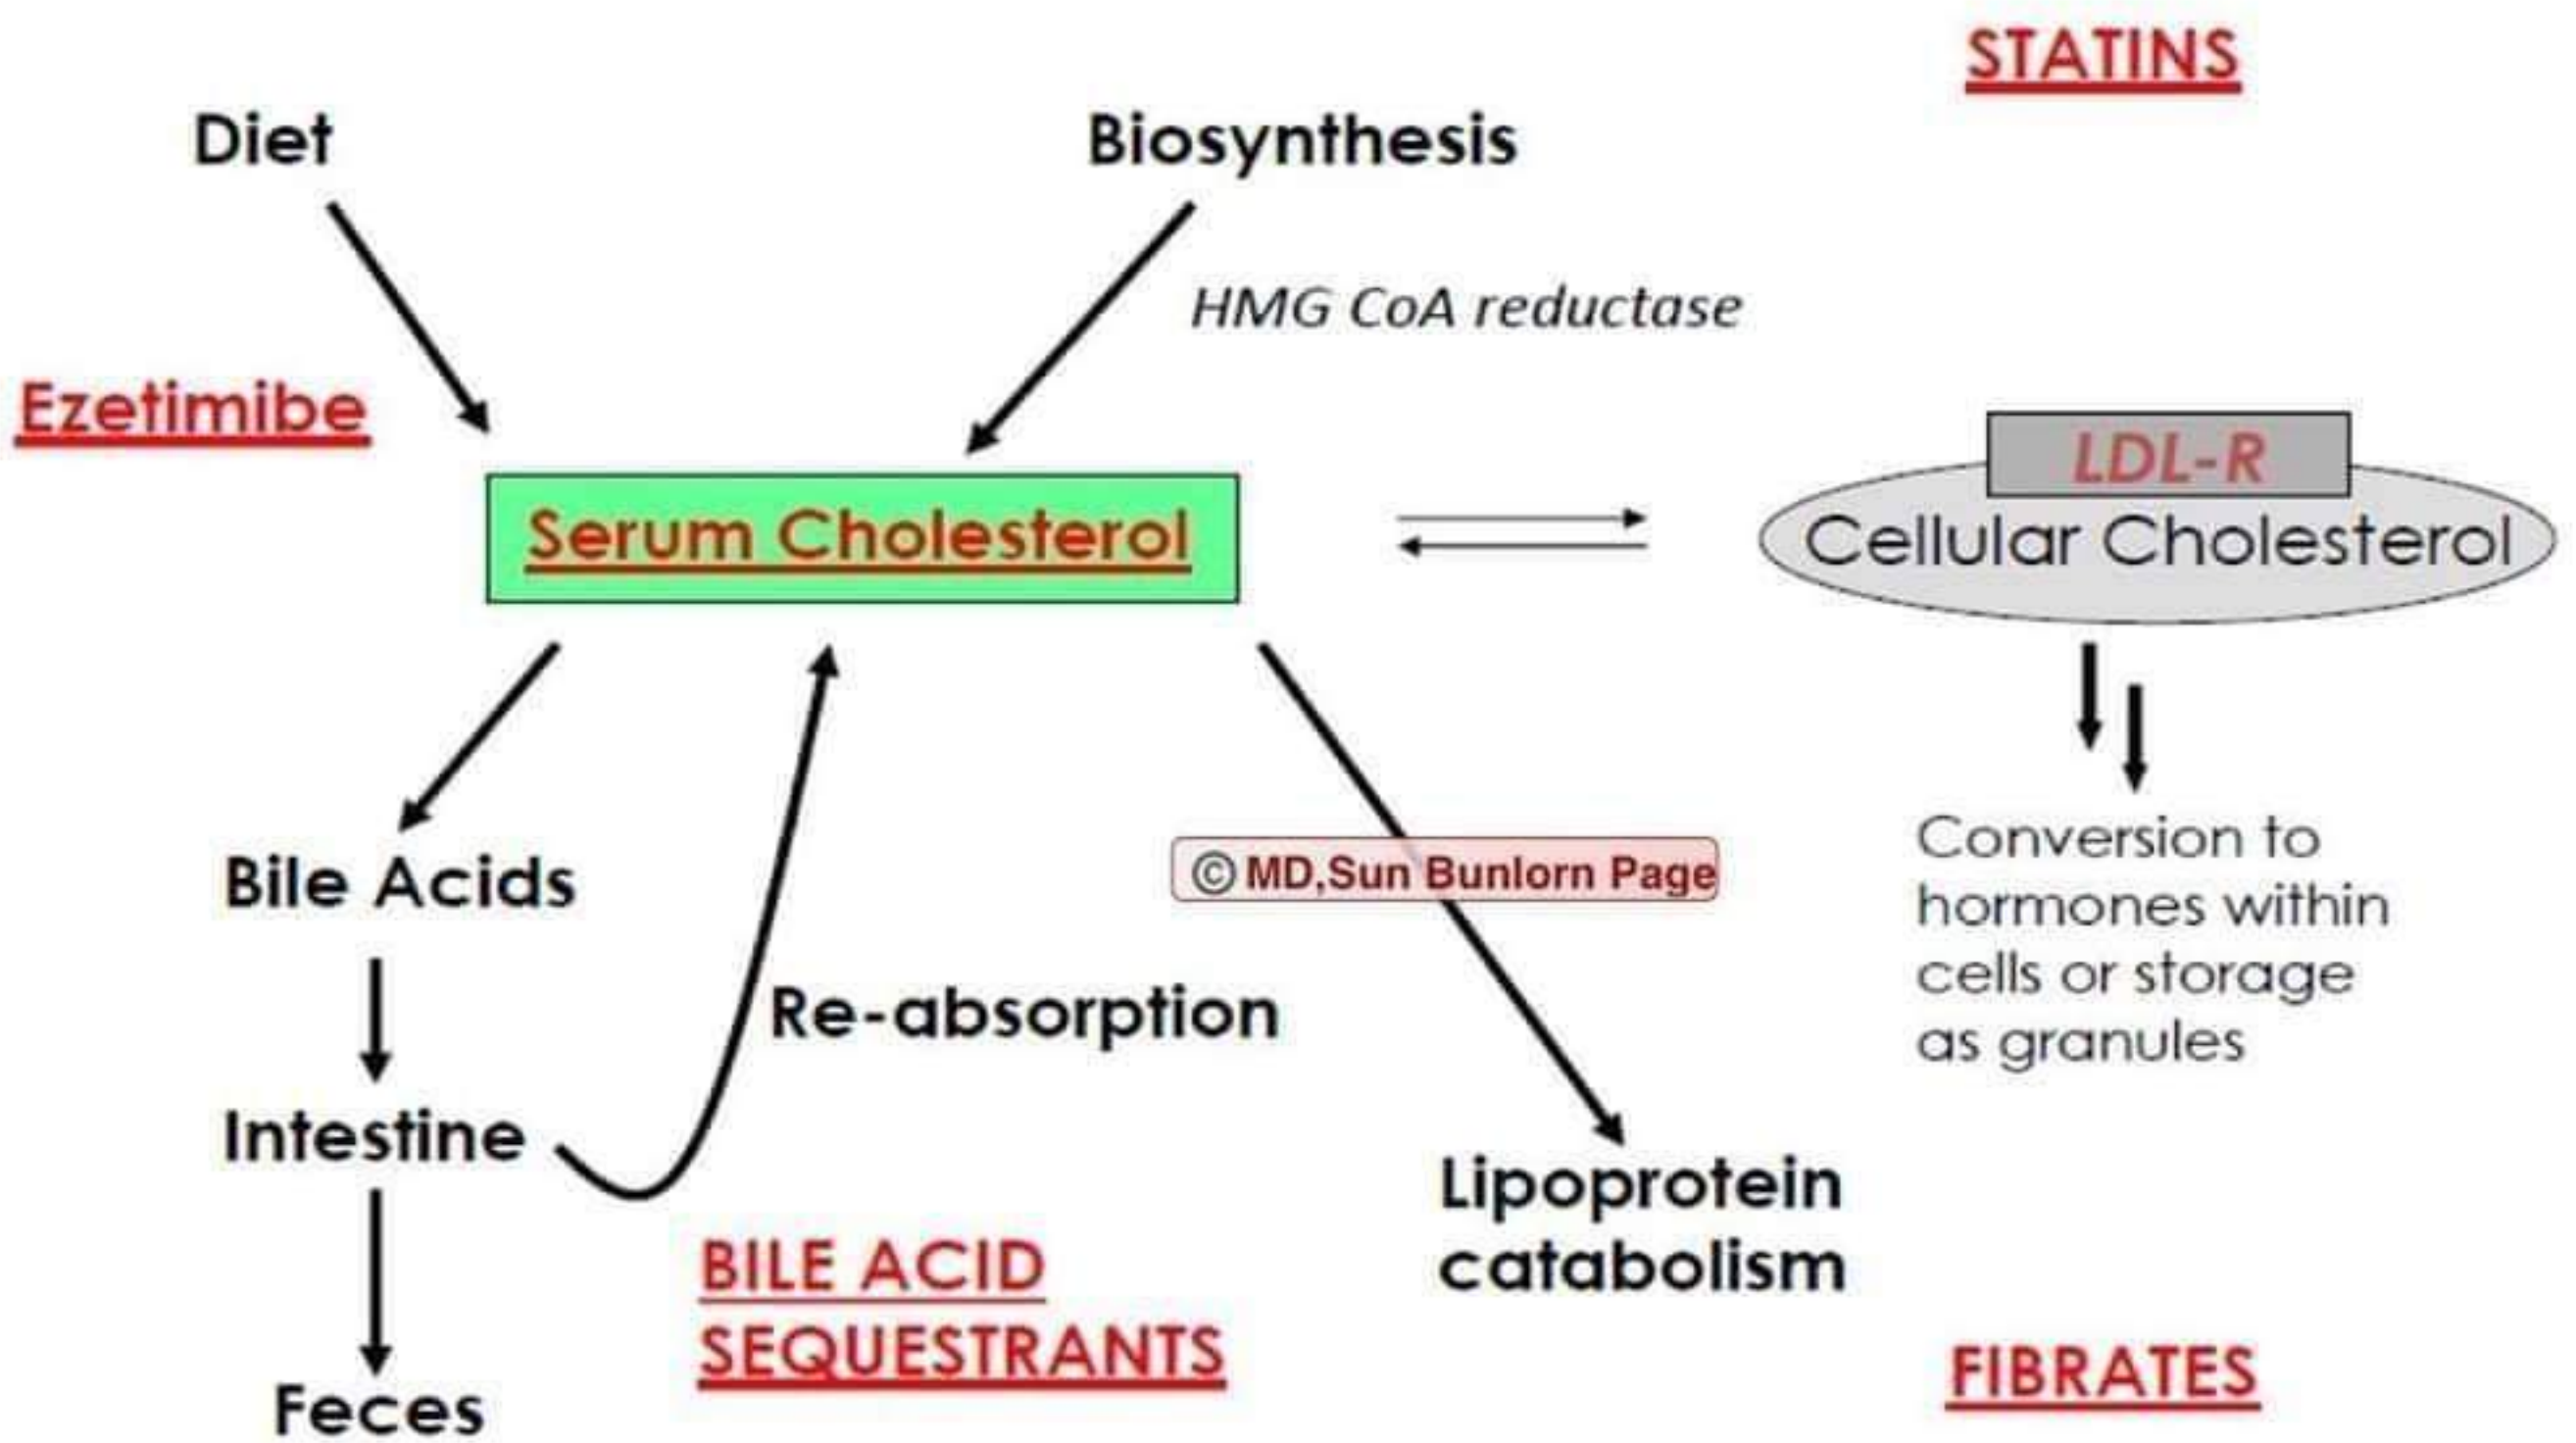 STATINS
Diet
Biosynthesis
HMG CoA reductase
Ezetimibe
LDL-R
Serum Cholesterol
Cellular Cholesterol
Bile Acids
© MD,Sun Bunlorn Page
Conversion to
hormones within
cells or storage
as granules
Re-absorption
Intestine
Lipoprotein
catabolism
BILE ACID
SEQUESTRANTS
FIBRATES
Feces